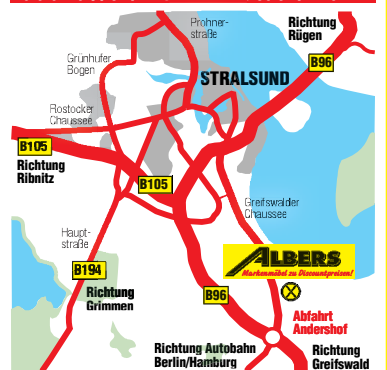 Prohner-
straße
Richtung
Rügen
Grünhufer
Bogen
B96
STRALSUND
Rostocker
Chaussee
B105
Richtung
Ribnitz
B105
Greifswalder
Chaussee
Haupt-
straße
ALBERS
Markenmöbel zu Discountpreisen!
B194
Richtung
Grimmen
B96
Abfahrt
Andershof
Richtung Autobahn
Berlin/Hamburg
Richtung
Greifswald